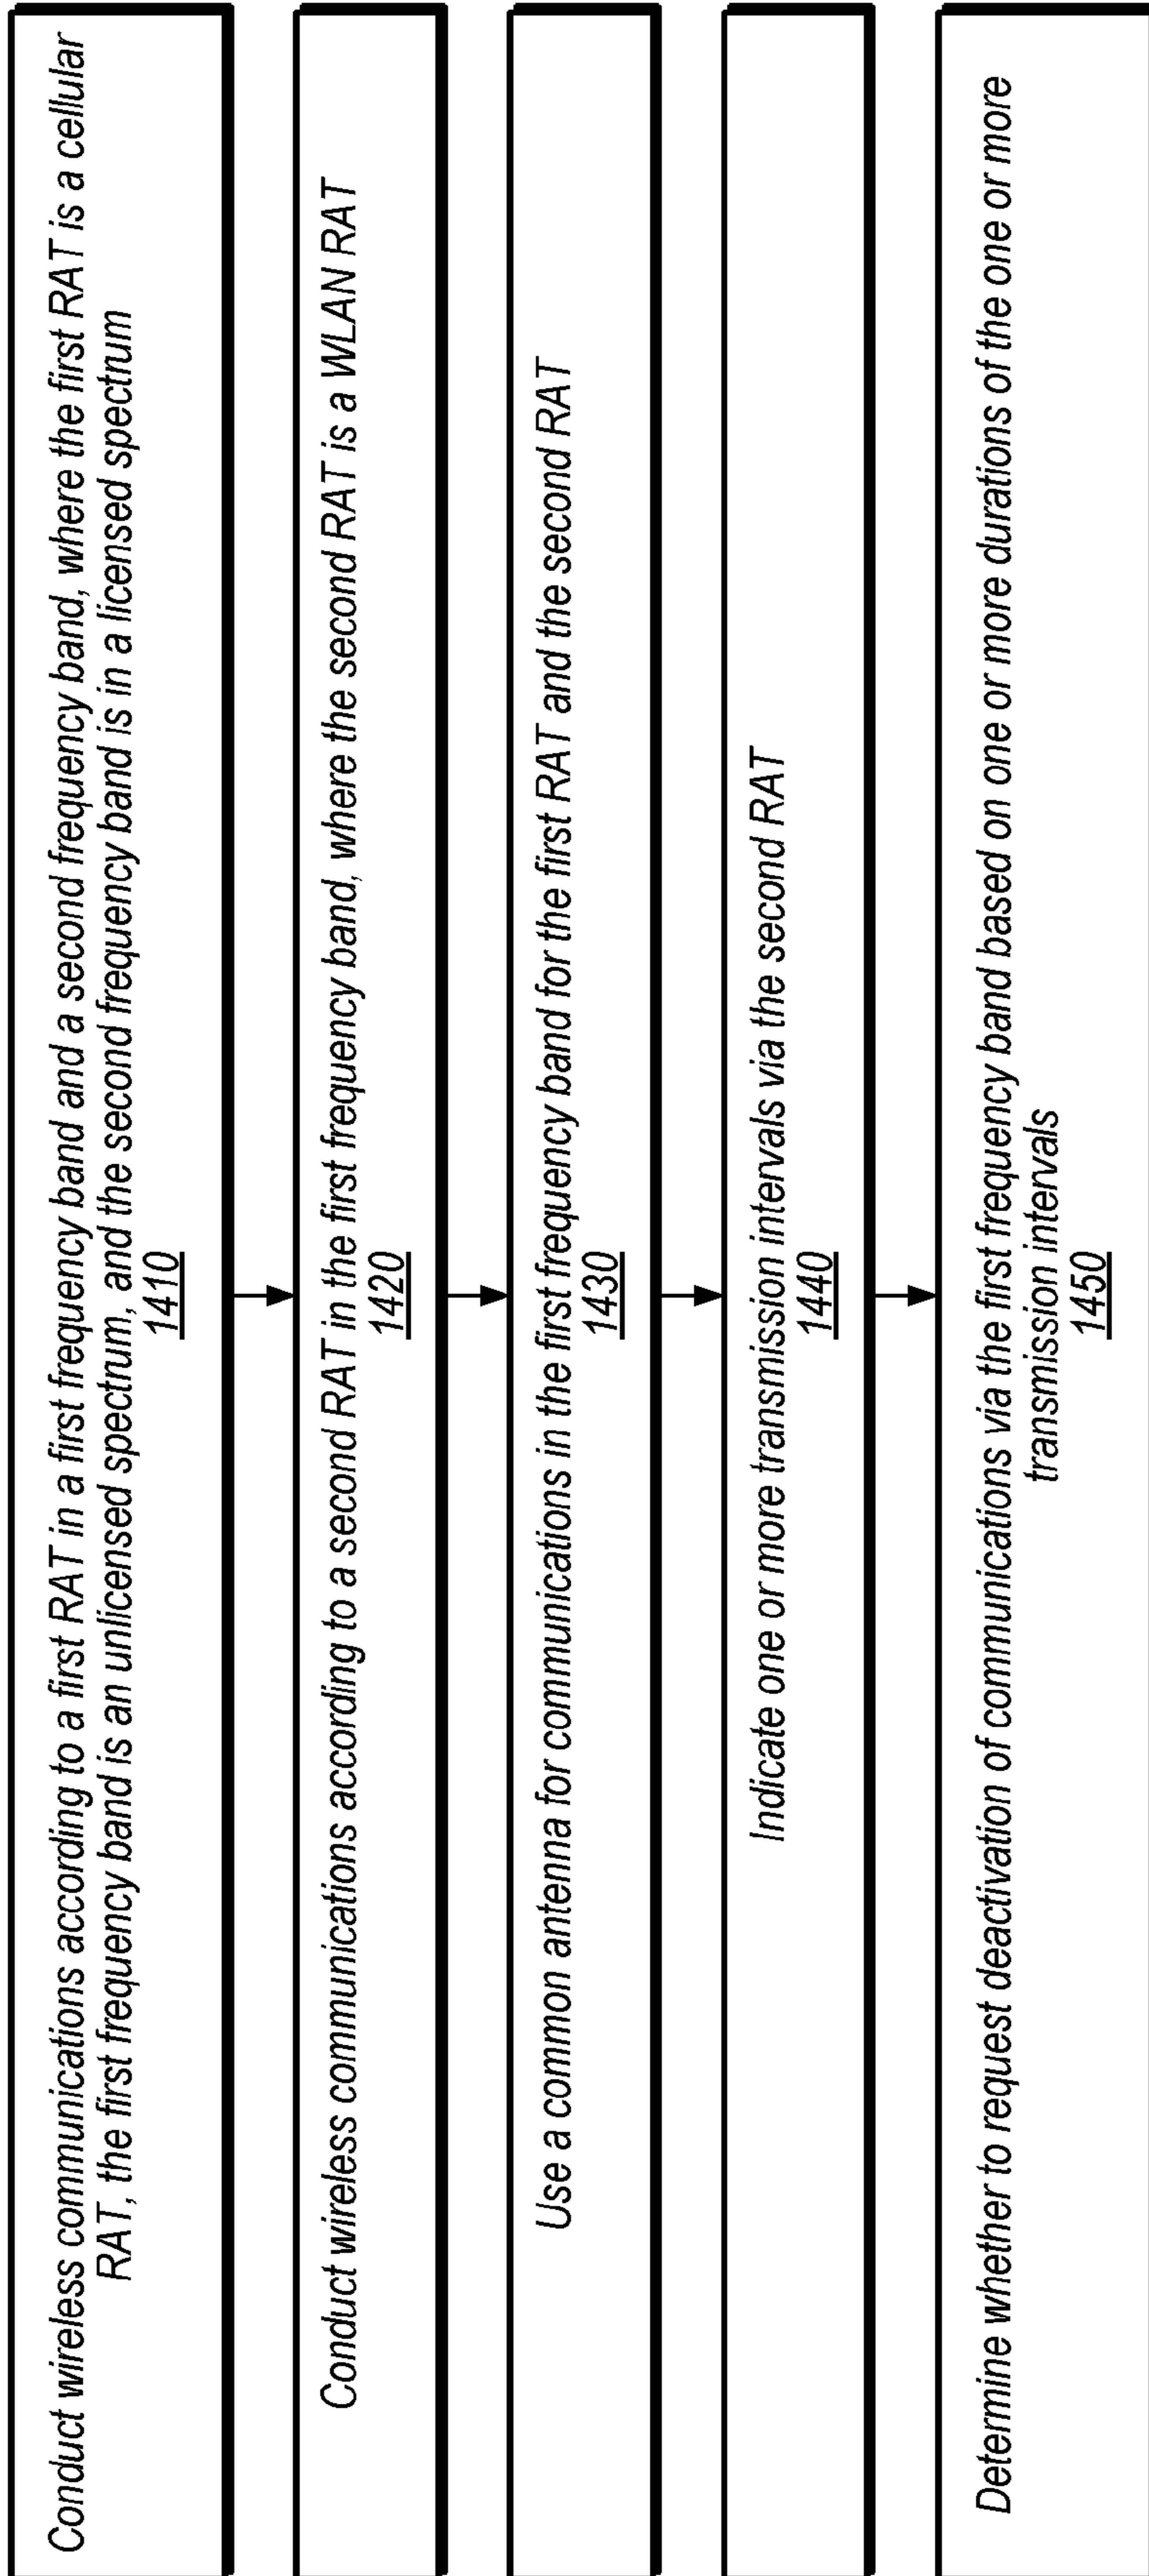 Conduct wireless communications according to a first RAT in a first frequency band and a second frequency band, where the first RAT is a cellular
RAT, the first frequency band is an unlicensed spectrum, and the second frequency band is in a licensed spectrum
1410
Conduct wireless communications according to a second RAT in the first frequency band, where the second RAT is a WLAN RAT
1420
Use a common antenna for communications in the first frequency band for the first RAT and the second RAT
1430
Indicate one or more transmission intervals via the second RAT
1440
Determine whether to request deactivation of communications via the first frequency band based on one or more durations of the one or more
transmission intervals
1450